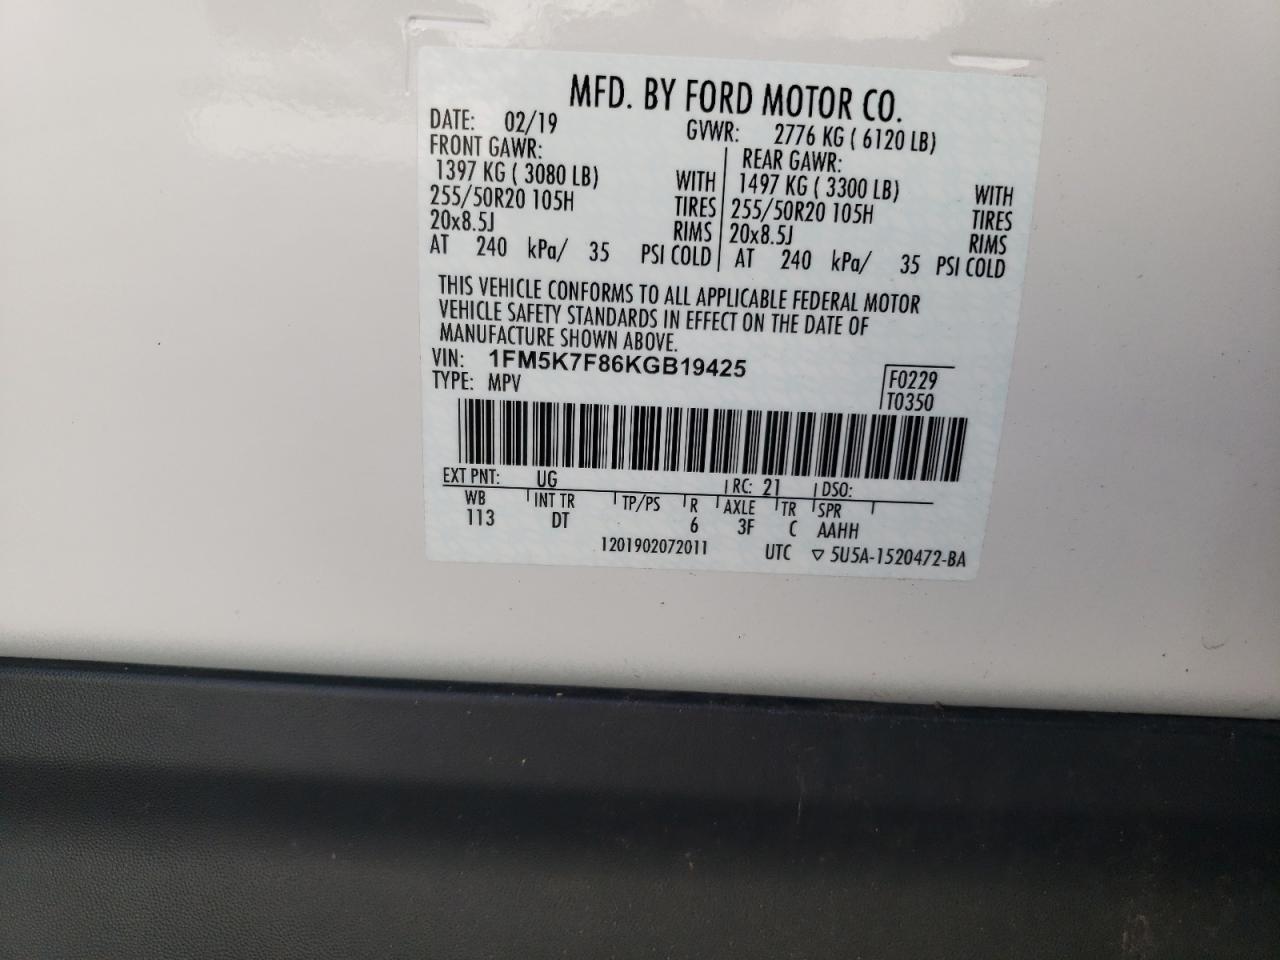 MFD. BY FORD MOTOR CO.
DATE: 02/19 GVWR: 2776 KG ( 6120 LB)
FRONT GAWR: REAR GAWR:
1397 KG ( 3080 LB) WITH 1497 KG ( 3300 LB) WITH
255/50R20 105H TIRES 255/50R20 105H TIRES
20x8.5J RIMS 20x8.5J RIMS
AT 240 kPa/ 35 PSI COLD AT 240 kPa/ 35 PSI COLD
THIS VEHICLE CONFORMS TO ALL APPLICABLE FEDERAL MOTOR
VEHICLE SAFETY STANDARDS IN EFFECT ON THE DATE OF
MANUFACTURE SHOWN ABOVE.
VIN: 1FM5K7F86KGB19425
TYPE: MPV
F0229
T0350
EXT PNT: UG RC: 21 DSO:
WB INT TR TP/PS R AXLE TR SPR
113 DT 6 3F C AAHH
1201902072011 UTC ▽ 5U5A-1520472-BA